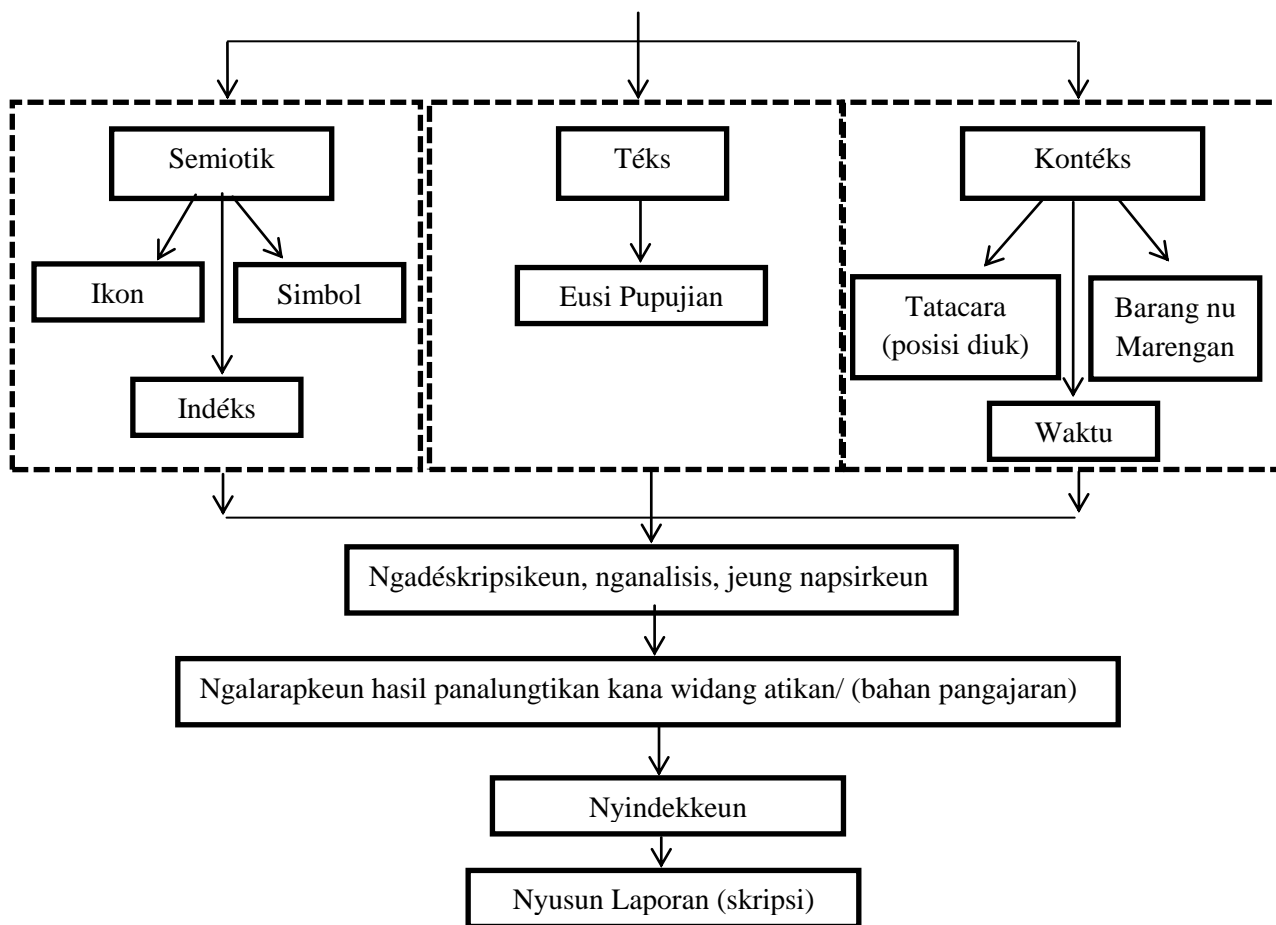 Semiotik
Téks
Kontéks
Ikon
Simbol
Indéks
Eusi Pupujian
Tatacara
(posisi diuk)
Barang nu
Marengan
Waktu
Ngadéskripsikeun, nganalisis, jeung napsirkeun
Ngalarapkeun hasil panalungtikan kana widang atikan/ (bahan pangajaran)
Nyindekkeun
Nyusun Laporan (skripsi)